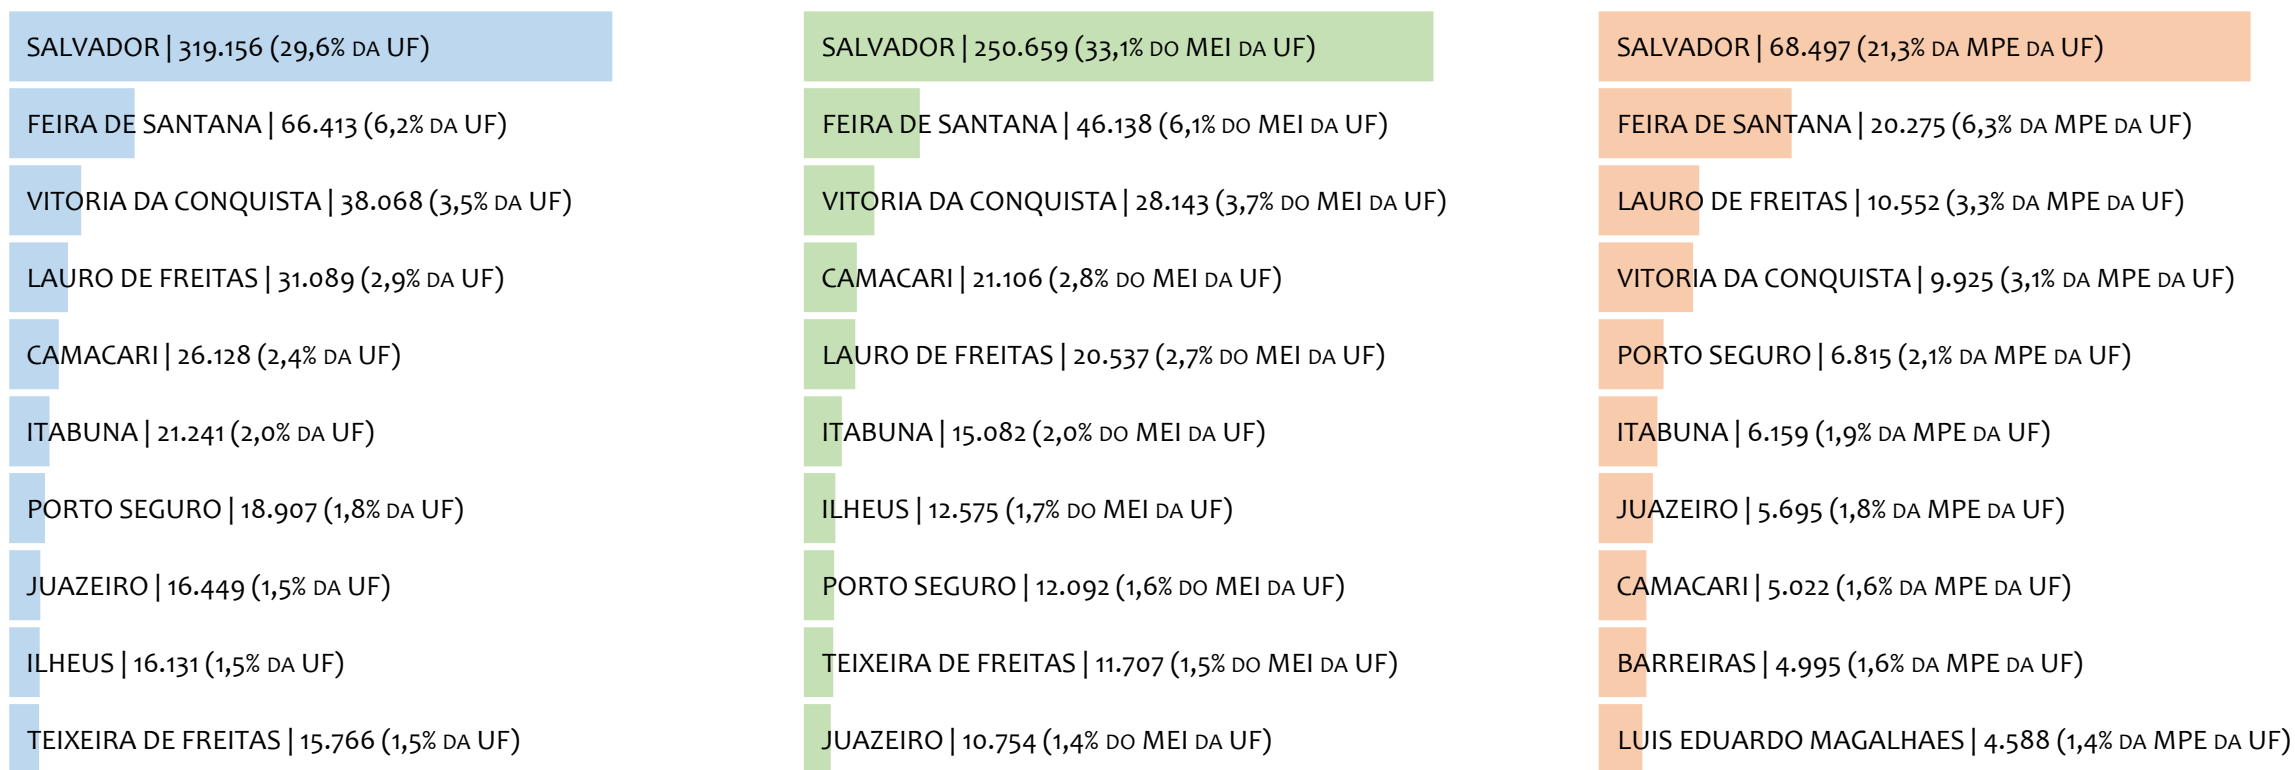 SALVADOR | 319.156 (29,6% DA UF)
FEIRA DE SANTANA | 66.413 (6,2% DA UF)
VITORIA DA CONQUISTA | 38.068 (3,5% DA UF)
LAURO DE FREITAS | 31.089 (2,9% DA UF)
CAMACARI | 26.128 (2,4% DA UF)
ITABUNA | 21.241 (2,0% DA UF)
PORTO SEGURO | 18.907 (1,8% DA UF)
JUAZEIRO | 16.449 (1,5% DA UF)
ILHEUS | 16.131 (1,5% DA UF)
TEIXEIRA DE FREITAS | 15.766 (1,5% DA UF)
SALVADOR | 250.659 (33,1% DO MEI DA UF)
FEIRA DE SANTANA | 46.138 (6,1% DO MEI DA UF)
VITORIA DA CONQUISTA | 28.143 (3,7% DO MEI DA UF)
CAMACARI | 21.106 (2,8% DO MEI DA UF)
LAURO DE FREITAS | 20.537 (2,7% DO MEI DA UF)
ITABUNA | 15.082 (2,0% DO MEI DA UF)
ILHEUS | 12.575 (1,7% DO MEI DA UF)
PORTO SEGURO | 12.092 (1,6% DO MEI DA UF)
TEIXEIRA DE FREITAS | 11.707 (1,5% DO MEI DA UF)
JUAZEIRO | 10.754 (1,4% DO MEI DA UF)
SALVADOR | 68.497 (21,3% DA MPE DA UF)
FEIRA DE SANTANA | 20.275 (6,3% DA MPE DA UF)
LAURO DE FREITAS | 10.552 (3,3% DA MPE DA UF)
VITORIA DA CONQUISTA | 9.925 (3,1% DA MPE DA UF)
PORTO SEGURO | 6.815 (2,1% DA MPE DA UF)
ITABUNA | 6.159 (1,9% DA MPE DA UF)
JUAZEIRO | 5.695 (1,8% DA MPE DA UF)
CAMACARI | 5.022 (1,6% DA MPE DA UF)
BARREIRAS | 4.995 (1,6% DA MPE DA UF)
LUIS EDUARDO MAGALHAES | 4.588 (1,4% DA MPE DA UF)